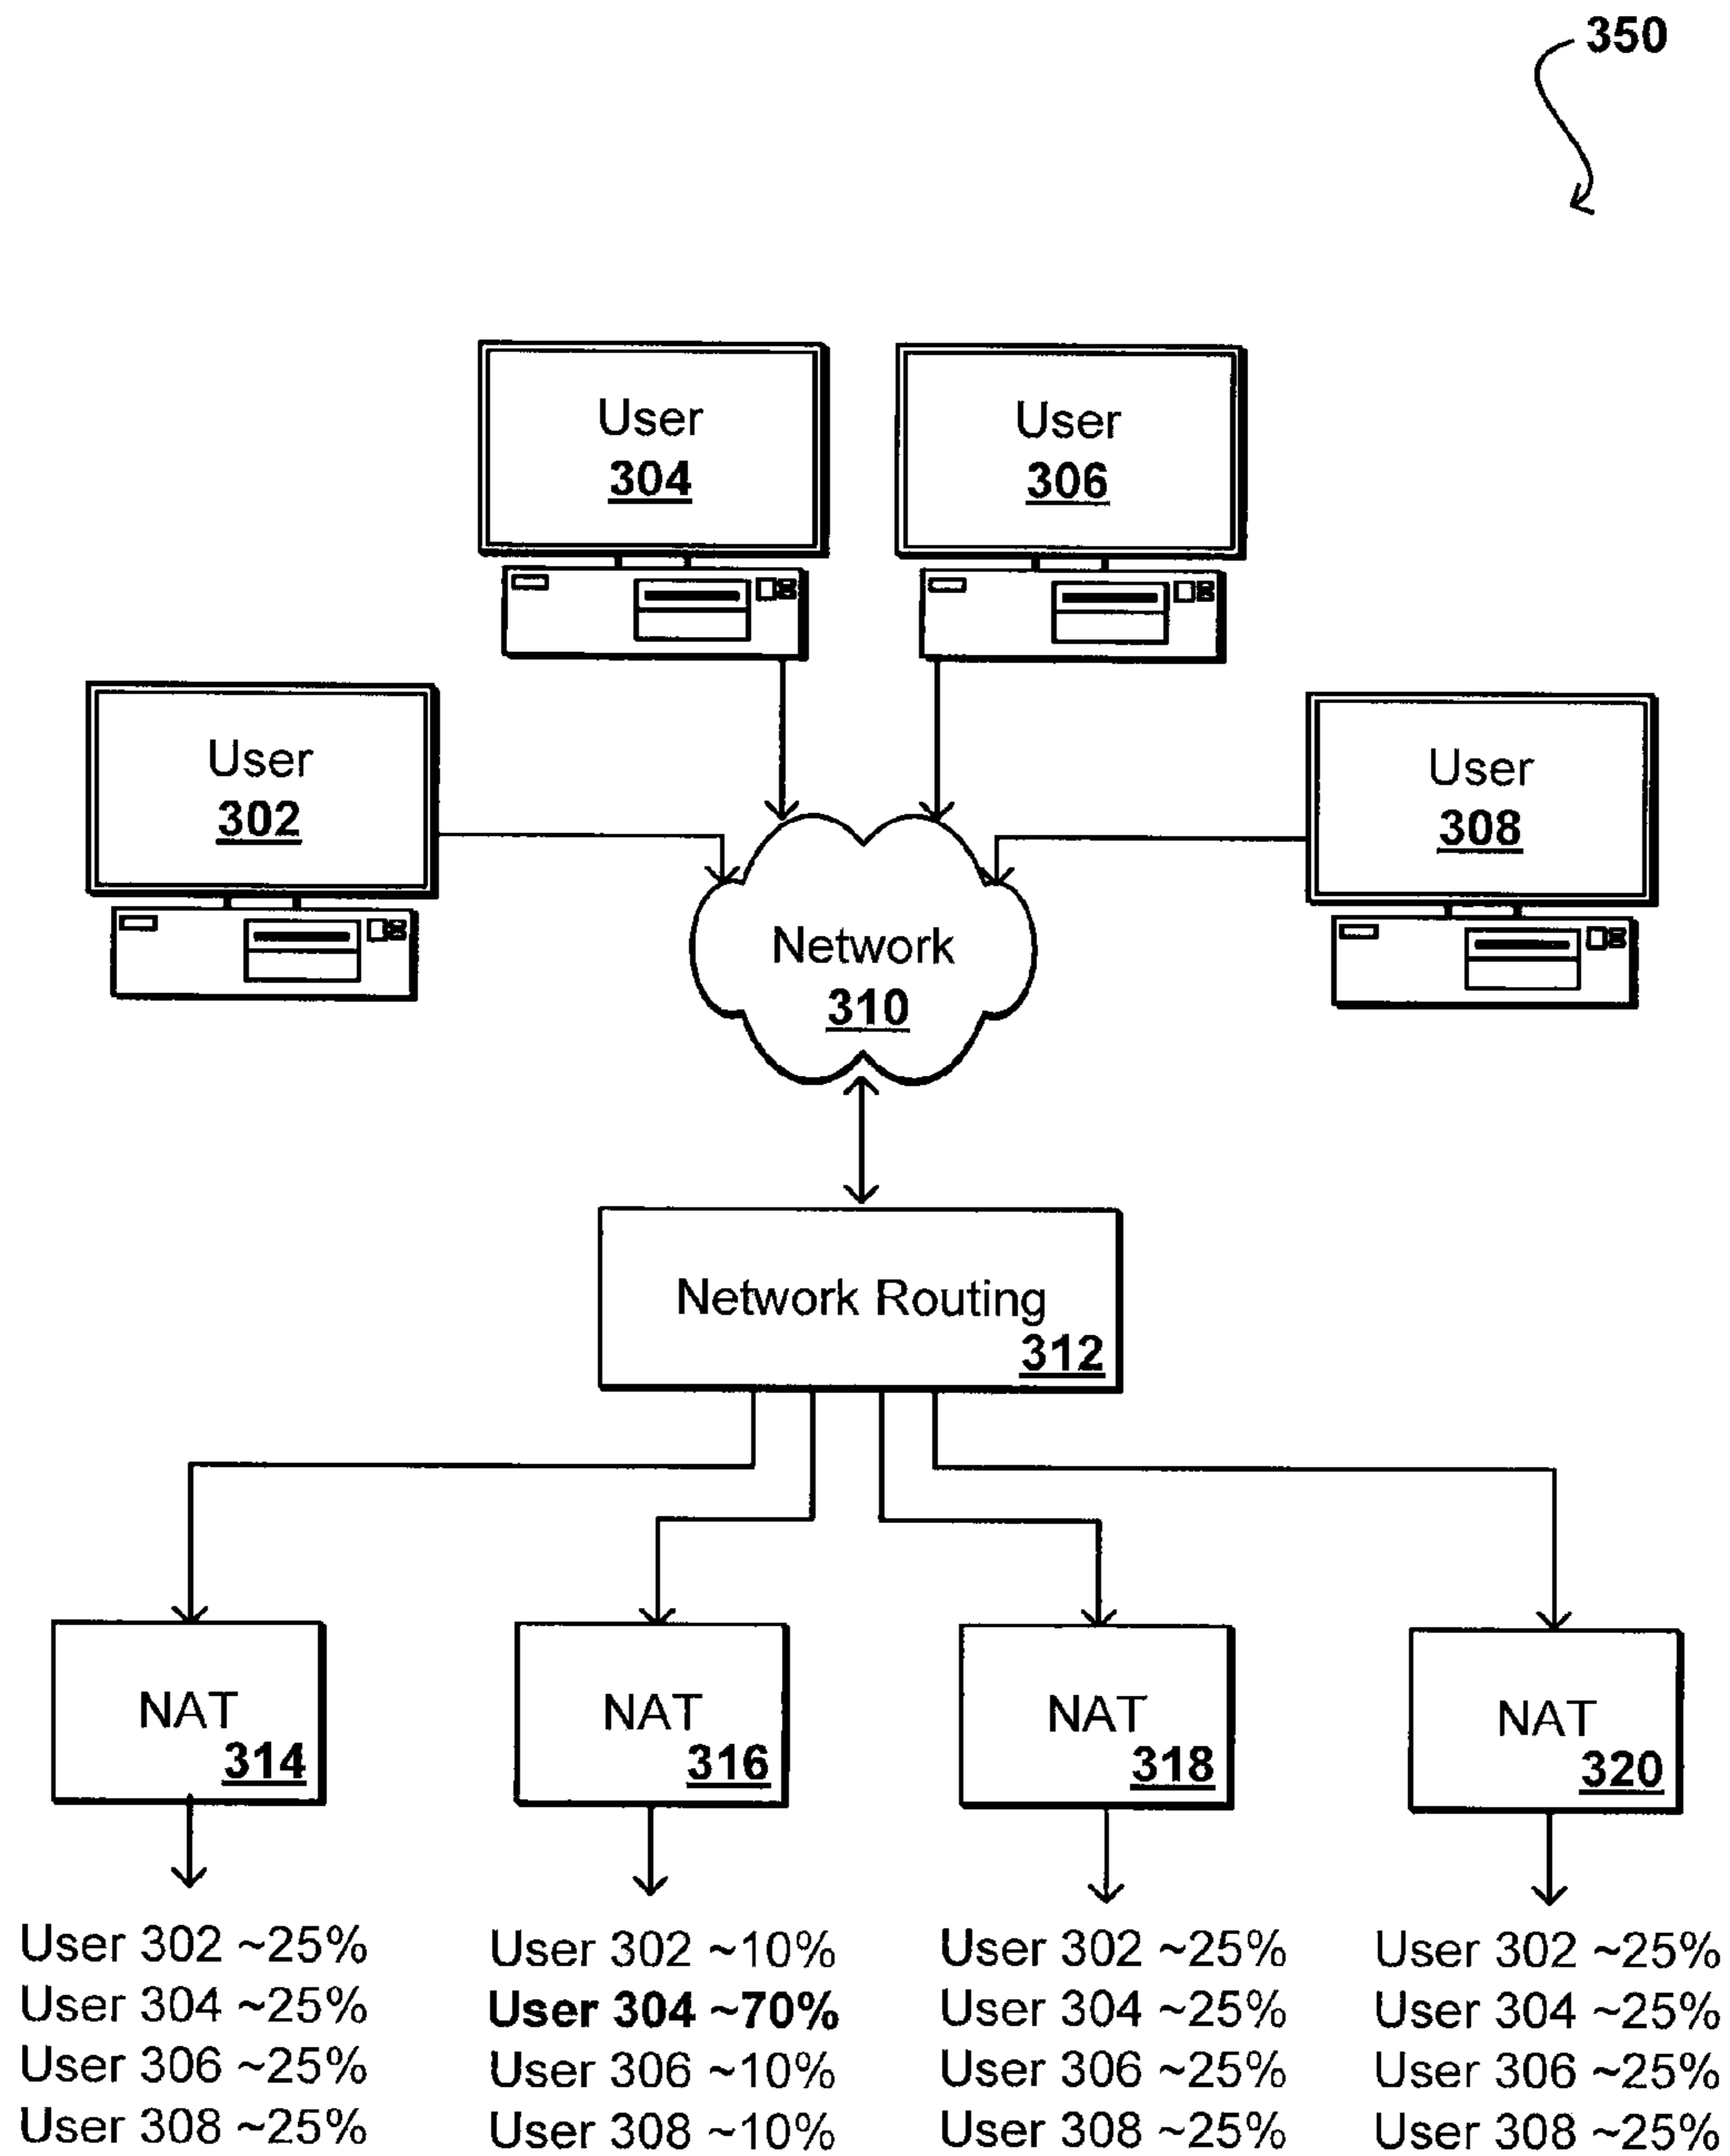 350
User
304
User
306
User
302
User
308
Network
310
Network Routing
312
NAT
314
NAT
316
NAT
318
NAT
320
User 302 ~25%
User 304 ~25%
User 306 ~25%
User 308 ~25%
User 302 ~10%
User 304 ~70%
User 306 ~10%
User 308 ~10%
User 302 ~25%
User 304 ~25%
User 306 ~25%
User 308 ~25%
User 302 ~25%
User 304 ~25%
User 306 ~25%
User 308 ~25%